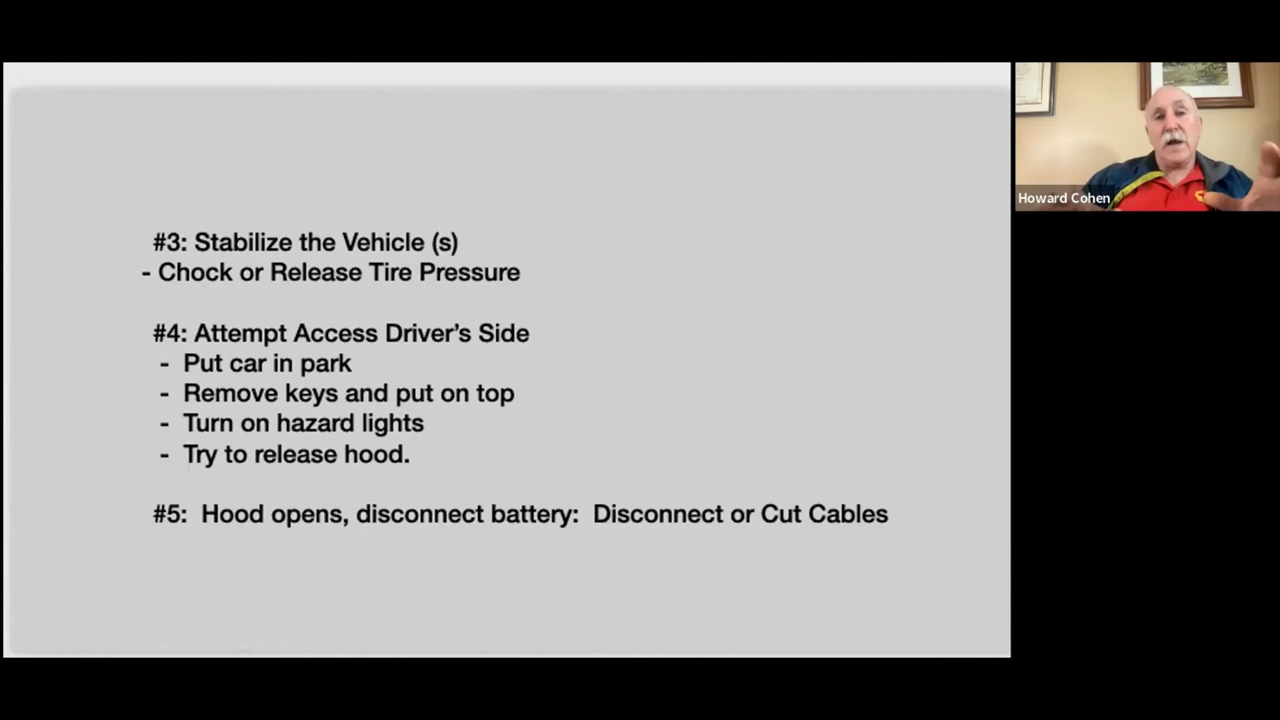 #3: Stabilize the Vehicle (s)
- Chock or Release Tire Pressure
#4: Attempt Access Driver’s Side
- Put car in park
- Remove keys and put on top
- Turn on hazard lights
- Try to release hood.
#5: Hood opens, disconnect battery: Disconnect or Cut Cables
Howard Cohen